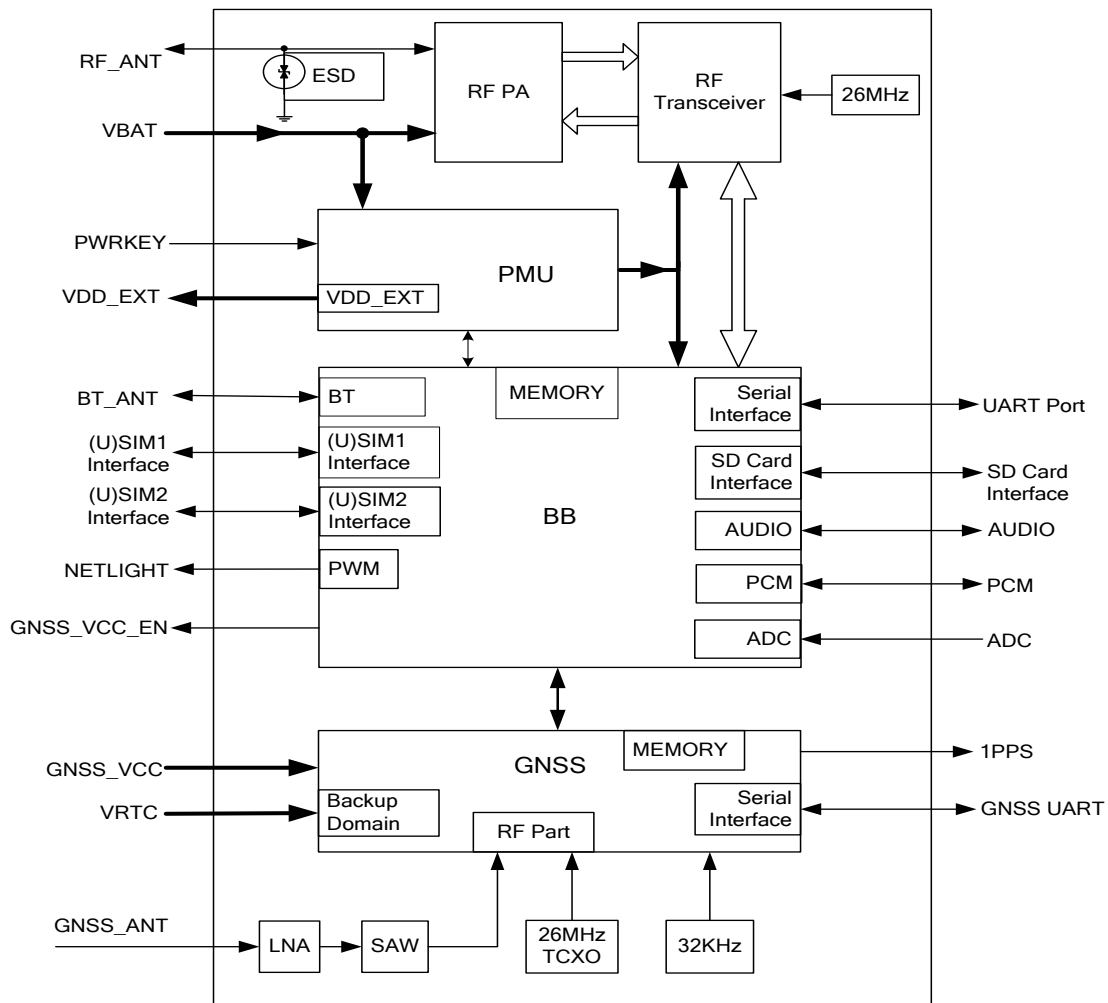 RF_ANT
ESD
RF PA
RF
Transceiver
26MHz
VBAT
PWRKEY
PMU
VDD_EXT
VDD_EXT
BT_ANT
BT
MEMORY
Serial
Interface
UART Port
(U)SIM1
Interface
(U)SIM1
Interface
SD Card
Interface
SD Card
Interface
(U)SIM2
Interface
(U)SIM2
Interface
BB
AUDIO
AUDIO
NETLIGHT
PWM
PCM
PCM
GNSS_VCC_EN
ADC
ADC
GNSS_VCC
GNSS
MEMORY
1PPS
VRTC
Backup
Domain
RF Part
Serial
Interface
GNSS UART
GNSS_ANT
LNA
SAW
26MHz
TCXO
32KHz